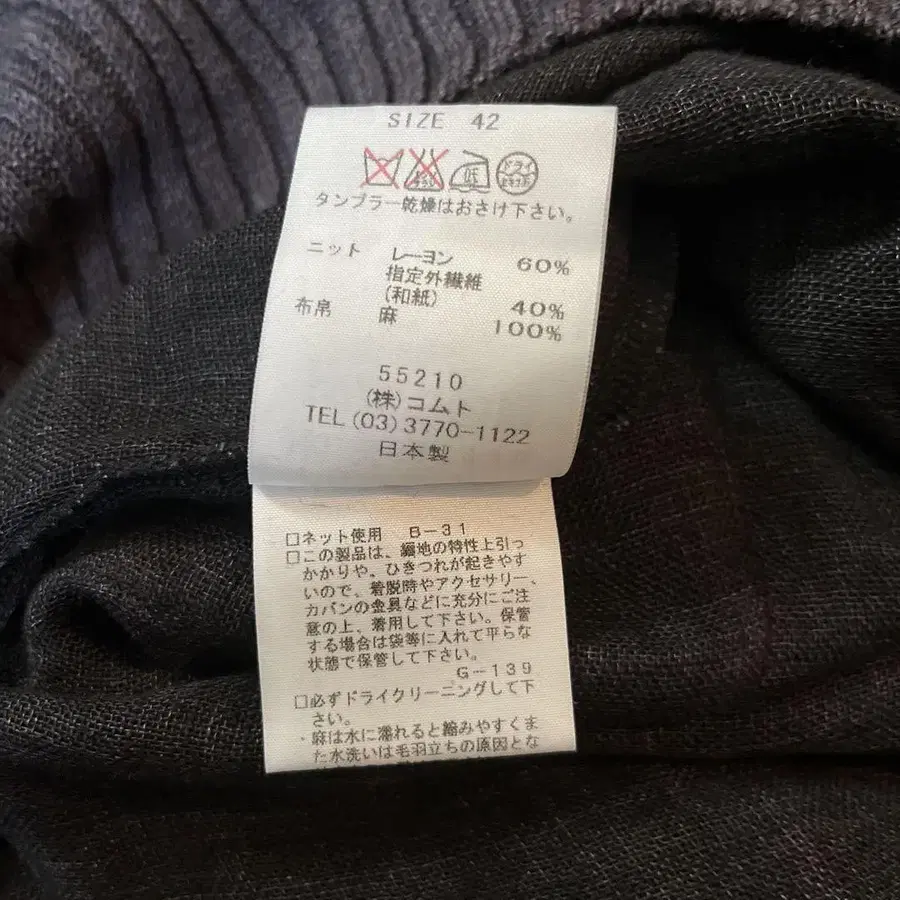 SIZE 42
ドライ
タンブラー乾燥はおさけ下さい。
ニット レーヨン 60%
指定外繊維
(和紙) 40%
布帛 麻 100%
55210
(株)コムト
TEL(03)3770-1122
日本製
□ネット使用 B-31
□この製品は、編地の特性上引っ
かかりや、ひきつれが起きやす
いので、着脱時やアクセサリー、
カバンの金具などに充分にご注
意の上、着用して下さい。保管
する場合は袋等に入れて平らな
状態で保管して下さい。
G-139
□必ずドライクリーニングして下
さい。
・麻は水に濡れると縮みやすくま
た水洗いは毛羽立ちの原因とな